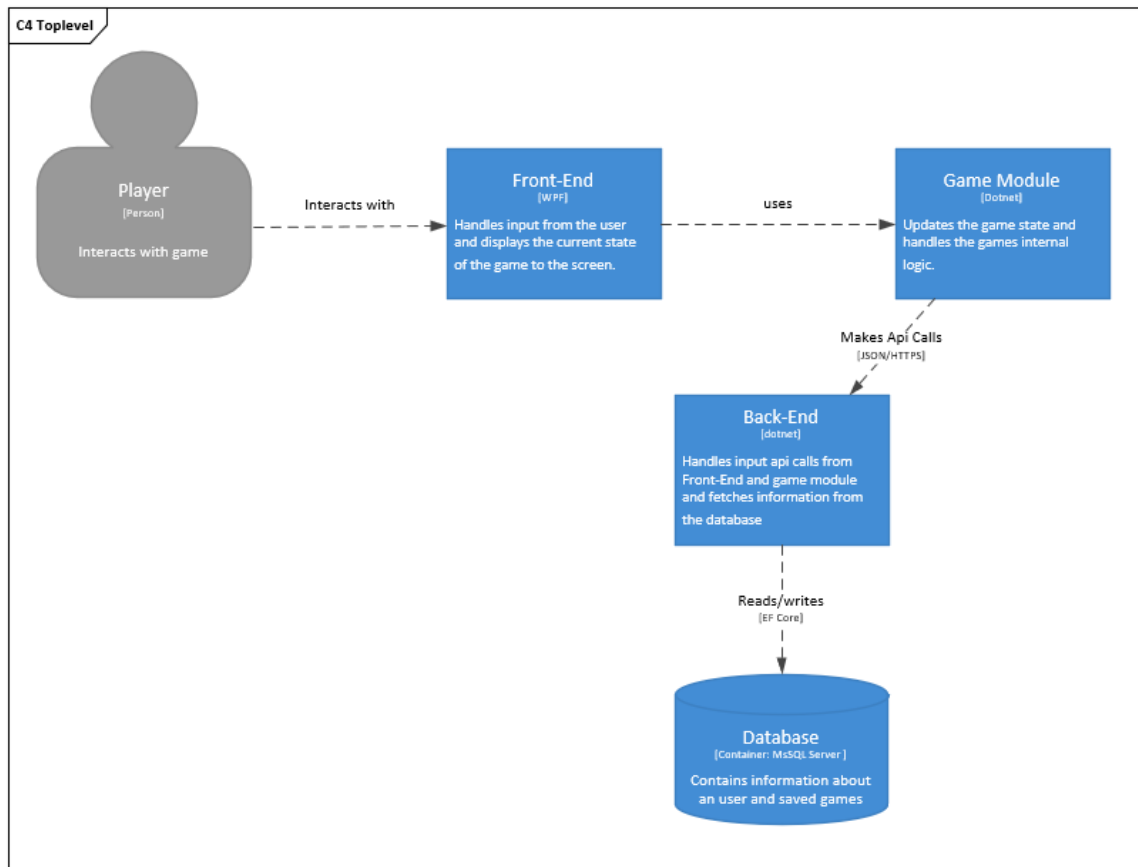 C4 Toplevel
Player
[Person]
Interacts with game
Interacts with
Front-End
[WPF]
Handles input from the user
and displays the current state
of the game to the screen.
uses
Game Module
[Dotnet]
Updates the game state and
handles the games internal
logic.
Makes Api Calls
[JSON/HTTPS]
Back-End
[dotnet]
Handles input api calls from
Front-End and game module
and fetches information from
the database
Reads/writes
[EF Core]
Database
[Container: MsSQL Server ]
Contains information about
an user and saved games